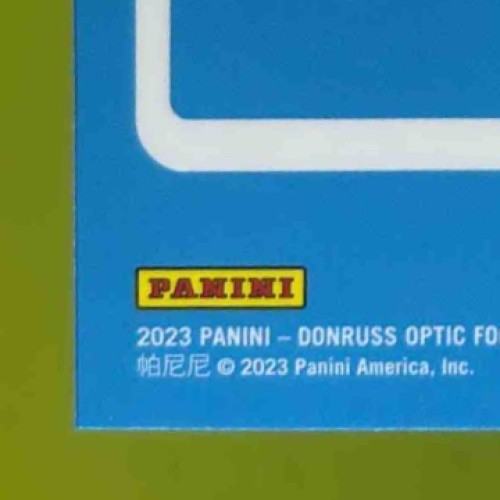 PANINI
2023 PANINI – DONRUSS OPTIC FO
帕尼尼 © 2023 Panini America, Inc.